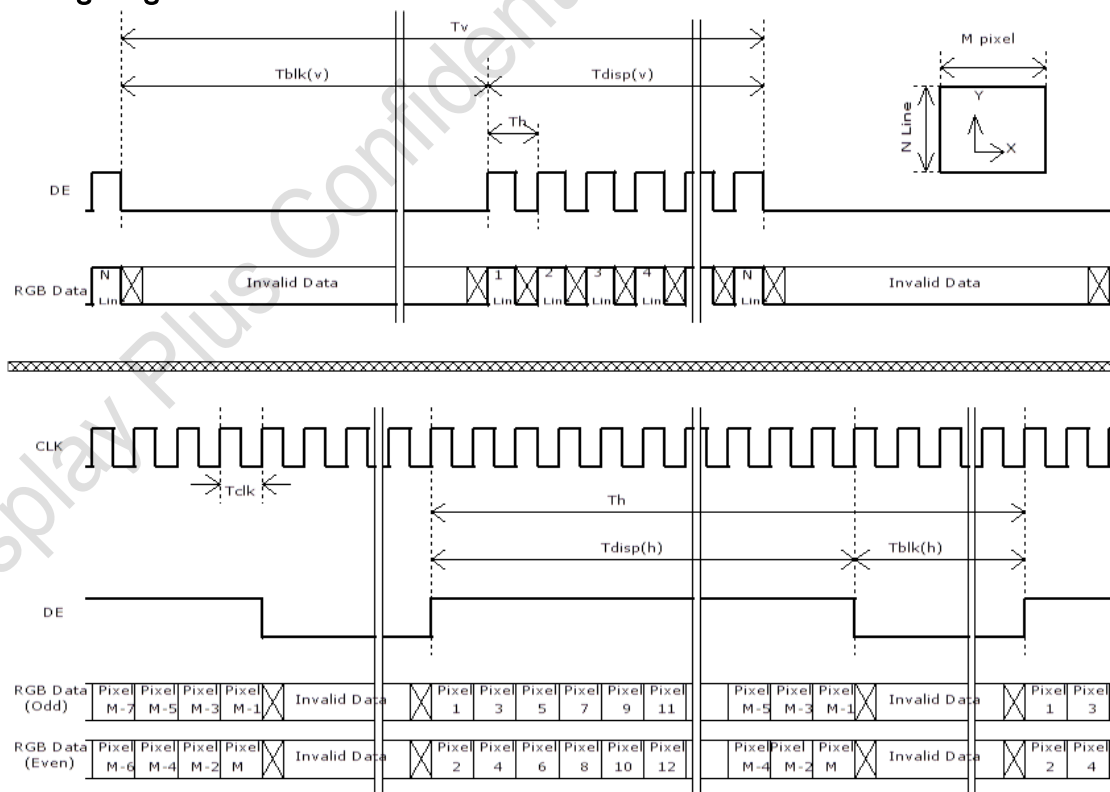 Tv
M pixel
Tblk(v)
Tdisp(v)
Th
N Line
Y
X
DE
RGB Data
N
Lin
Invalid Data
1
Lin
2
Lin
3
Lin
4
Lin
N
Lin
Invalid Data
CLK
Tclk
Th
Tdisp(h)
Tblk(h)
DE
RGB Data
(Odd)
Pixel Pixel Pixel Pixel
M-7 M-5 M-3 M-1
Invalid Data
Pixel Pixel Pixel Pixel Pixel Pixel
1 3 5 7 9 11
Pixel Pixel Pixel
M-5 M-3 M-1
Invalid Data
Pixel Pixel
1 3
RGB Data
(Even)
Pixel Pixel Pixel Pixel
M-6 M-4 M-2 M
Invalid Data
Pixel Pixel Pixel Pixel Pixel Pixel
2 4 6 8 10 12
Pixel Pixel Pixel
M-4 M-2 M
Invalid Data
Pixel Pixel
2 4
splay Plus Confident